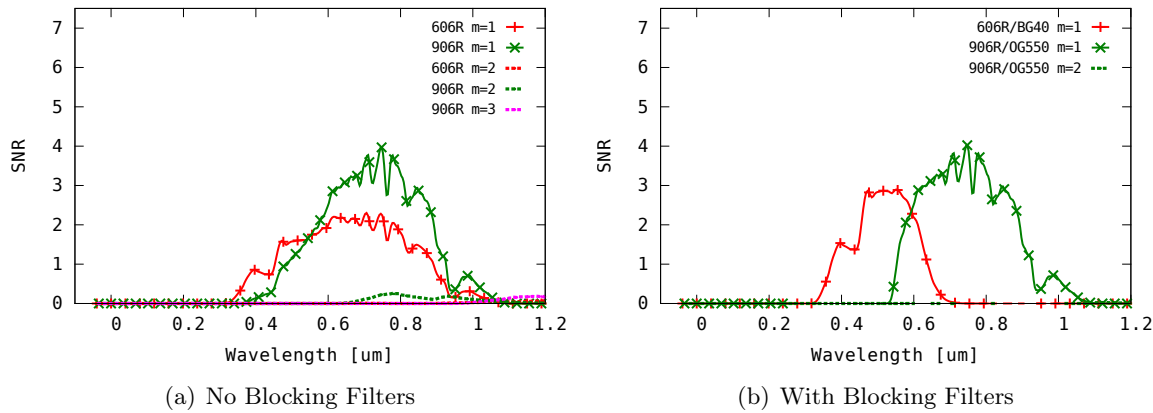 7
6
5
4
3
2
1
0
SNR
606R m=1
906R m=1
606R m=2
906R m=2
906R m=3
0 0.2 0.4 0.6 0.8 1 1.2
Wavelength [um]
(a) No Blocking Filters
7
6
5
4
3
2
1
0
SNR
606R/BG40 m=1
906R/OG550 m=1
906R/OG550 m=2
0 0.2 0.4 0.6 0.8 1 1.2
Wavelength [um]
(b) With Blocking Filters